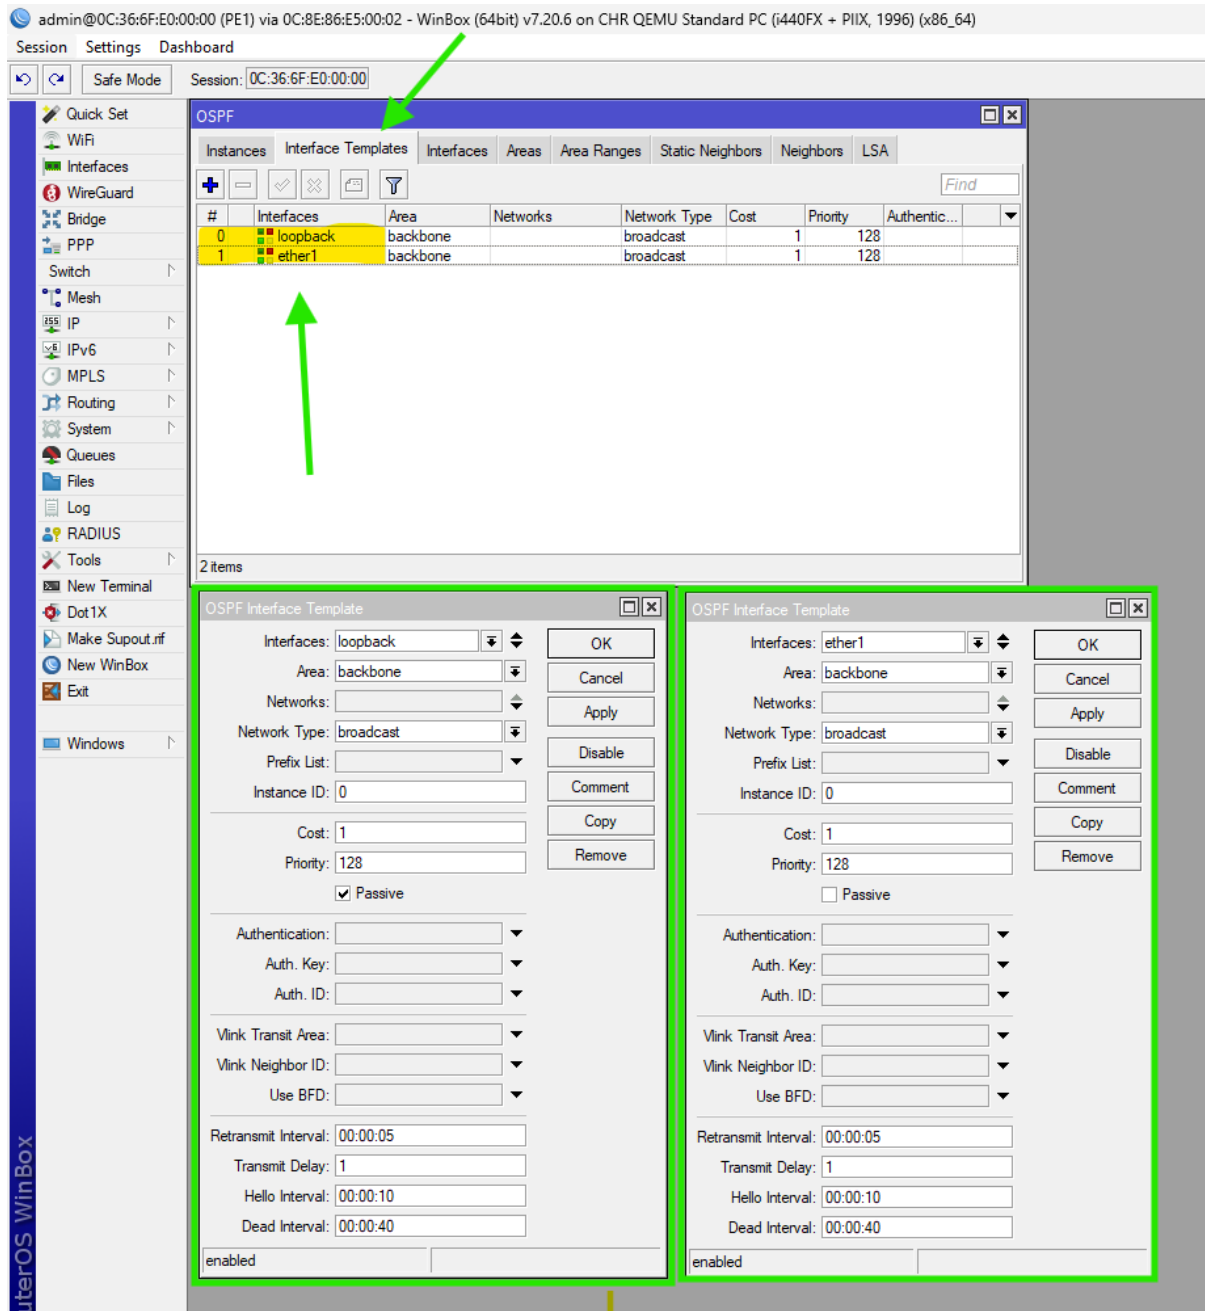 admin@0C:36:6F:E0:00:00 (PE1) via 0C:8E:86:E5:00:02 - WinBox (64bit) v7.20.6 on CHR QEMU Standard PC (i440FX + PIIX, 1996) (x86_64)
Session Settings Dashboard
Safe Mode Session: 0C:36:6F:E0:00:00
Quick Set
WiFi
Interfaces
WireGuard
Bridge
PPP
Switch
Mesh
IP
IPv6
MPLS
Routing
System
Queues
Files
Log
RADIUS
Tools
New Terminal
Dot1X
Make Supout.rif
New WinBox
Exit
Windows
uterOS WinBox
OSPF
Instances Interface Templates Interfaces Areas Area Ranges Static Neighbors Neighbors LSA
Find
# Interfaces Area Networks Network Type Cost Priority Authentic...
0 loopback backbone broadcast 1 128
1 ether1 backbone broadcast 1 128
2 items
OSPF Interface Template
Interfaces: loopback
Area: backbone
Networks:
Network Type: broadcast
Prefix List:
Instance ID: 0
Cost: 1
Priority: 128
Passive
Authentication:
Auth. Key:
Auth. ID:
Vlink Transit Area:
Vlink Neighbor ID:
Use BFD:
Retransmit Interval: 00:00:05
Transmit Delay: 1
Hello Interval: 00:00:10
Dead Interval: 00:00:40
enabled
OK
Cancel
Apply
Disable
Comment
Copy
Remove
OSPF Interface Template
Interfaces: ether1
Area: backbone
Networks:
Network Type: broadcast
Prefix List:
Instance ID: 0
Cost: 1
Priority: 128
Passive
Authentication:
Auth. Key:
Auth. ID:
Vlink Transit Area:
Vlink Neighbor ID:
Use BFD:
Retransmit Interval: 00:00:05
Transmit Delay: 1
Hello Interval: 00:00:10
Dead Interval: 00:00:40
enabled
OK
Cancel
Apply
Disable
Comment
Copy
Remove